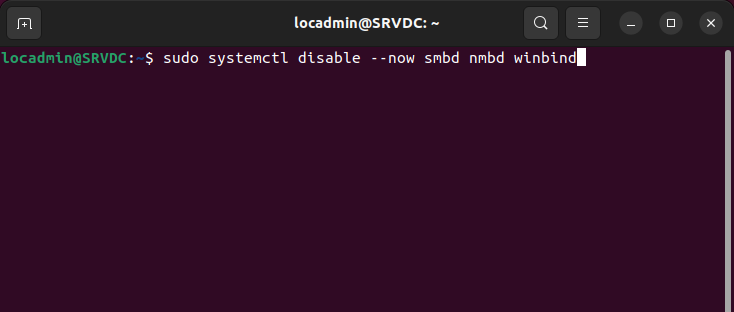 locadmin@SRVDC: ~
locadmin@SRVDC:~$ sudo systemctl disable --now smbd nmbd winbind